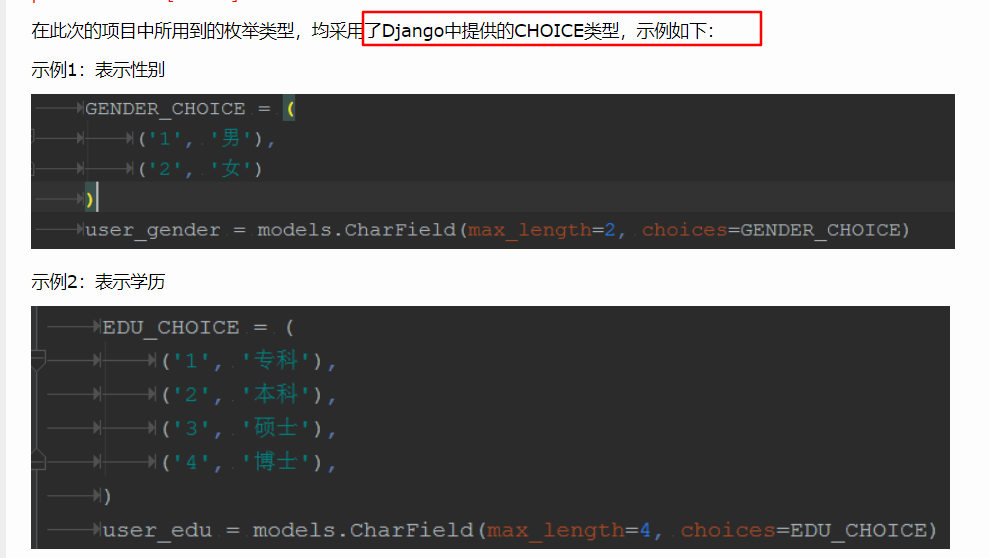 在此次的项目中所用到的枚举类型，均采用了Django中提供的CHOICE类型，示例如下：
示例1：表示性别
GENDER_CHOICE = (
('1', '男'),
('2', '女')
)
user_gender = models.CharField(max_length=2, choices=GENDER_CHOICE)
示例2：表示学历
EDU_CHOICE = (
('1', '专科'),
('2', '本科'),
('3', '硕士'),
('4', '博士'),
)
user_edu = models.CharField(max_length=4, choices=EDU_CHOICE)